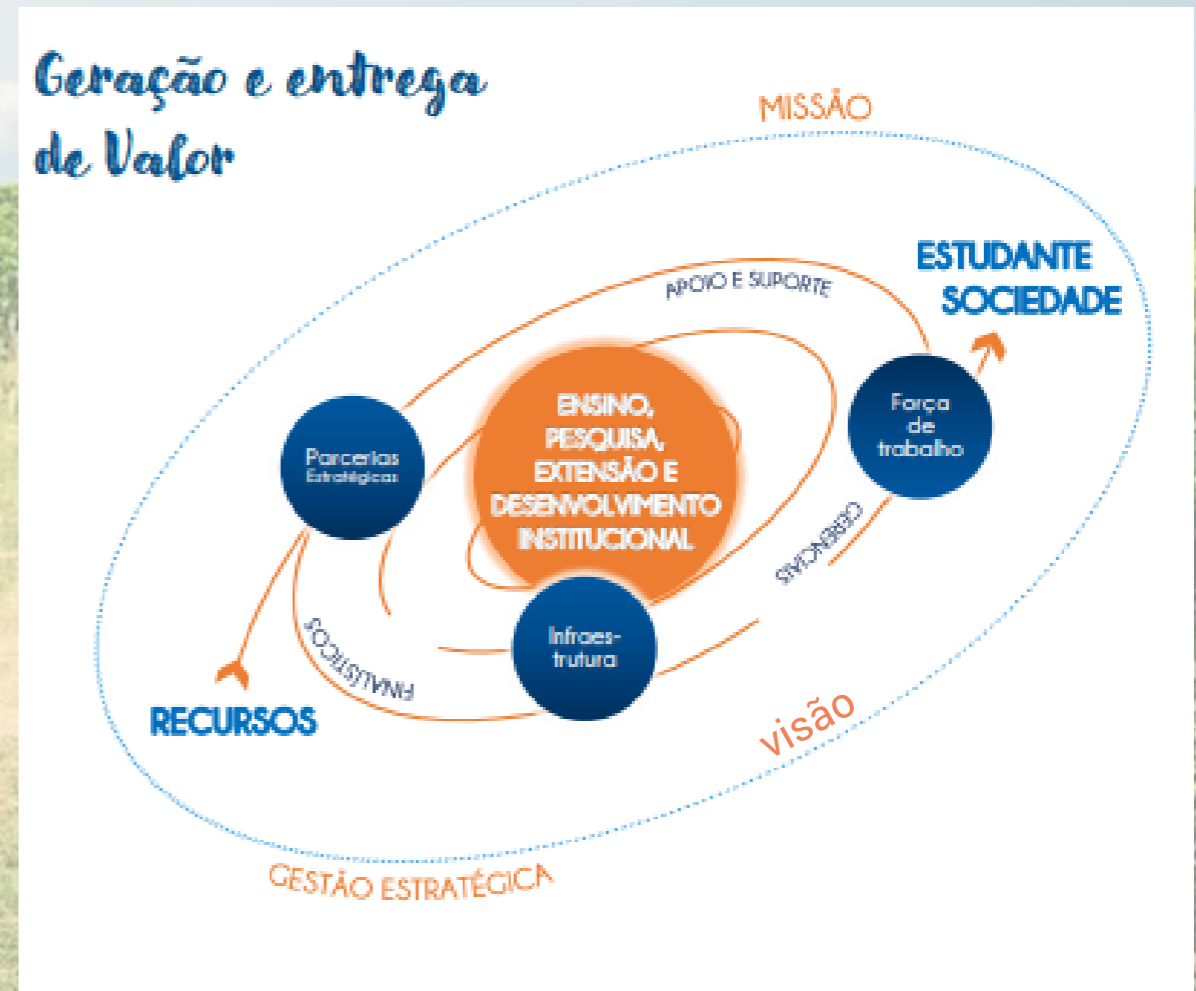 Geração e entrega
de Valor
MISSÃO
ESTUDANTE
SOCIEDADE
APOIO E SUPORTE
Força
de
trabalho
ENSINO,
PESQUISA,
EXTENSÃO E
DESENVOLVIMENTO
INSTITUCIONAL
Parcerias
Estratégicas
GERENCIAIS
Infraes-
trutura
FINALÍSTICOS
RECURSOS
visão
GESTÃO ESTRATÉGICA